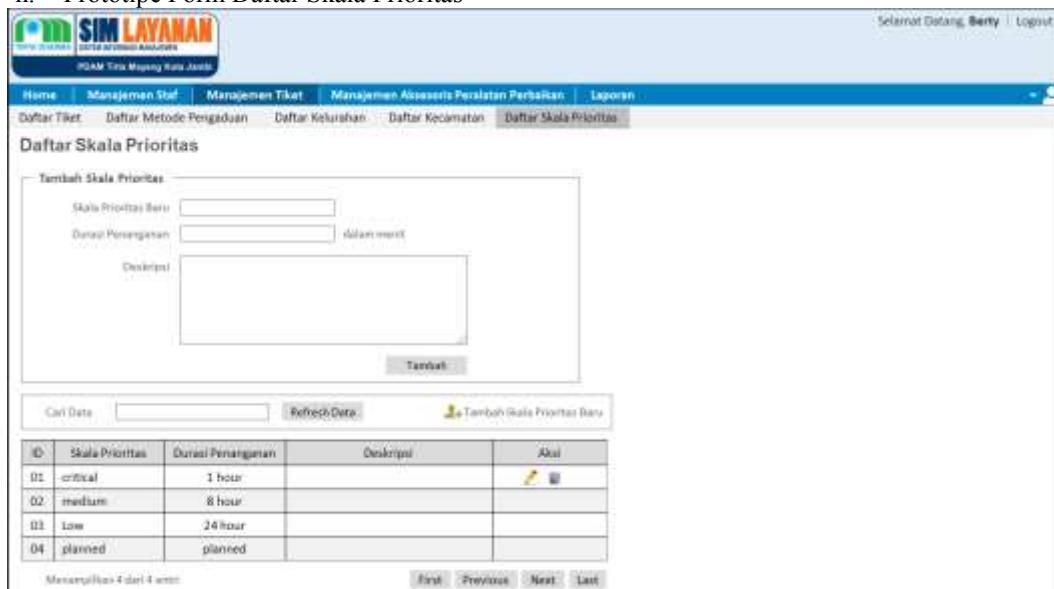 Prototipe Form Daftar Skala Prioritas
SIM LAYANAN
SISTEM INFORMASI MANAJEMEN
PDAM Tirta Mayang Kota Jambi
Selamat Datang, Berty | Logout
Home Manajemen Staf Manajemen Tiket Manajemen Aksesoris Peralatan Perbaikan Laporan
Daftar Tiket Daftar Metode Pengaduan Daftar Kelurahan Daftar Kecamatan Daftar Skala Prioritas
Daftar Skala Prioritas
Tambah Skala Prioritas
Skala Prioritas Baru
Durasi Penanganan dalam menit
Deskripsi
Tambah
Cari Data Refresh Data Tambah Skala Prioritas Baru
ID Skala Prioritas Durasi Penanganan Deskripsi Aksi
01 critical 1 hour
02 medium 8 hour
03 Low 24 hour
04 planned planned
Menampilkan 4 dari 4 entri First Previous Next Last